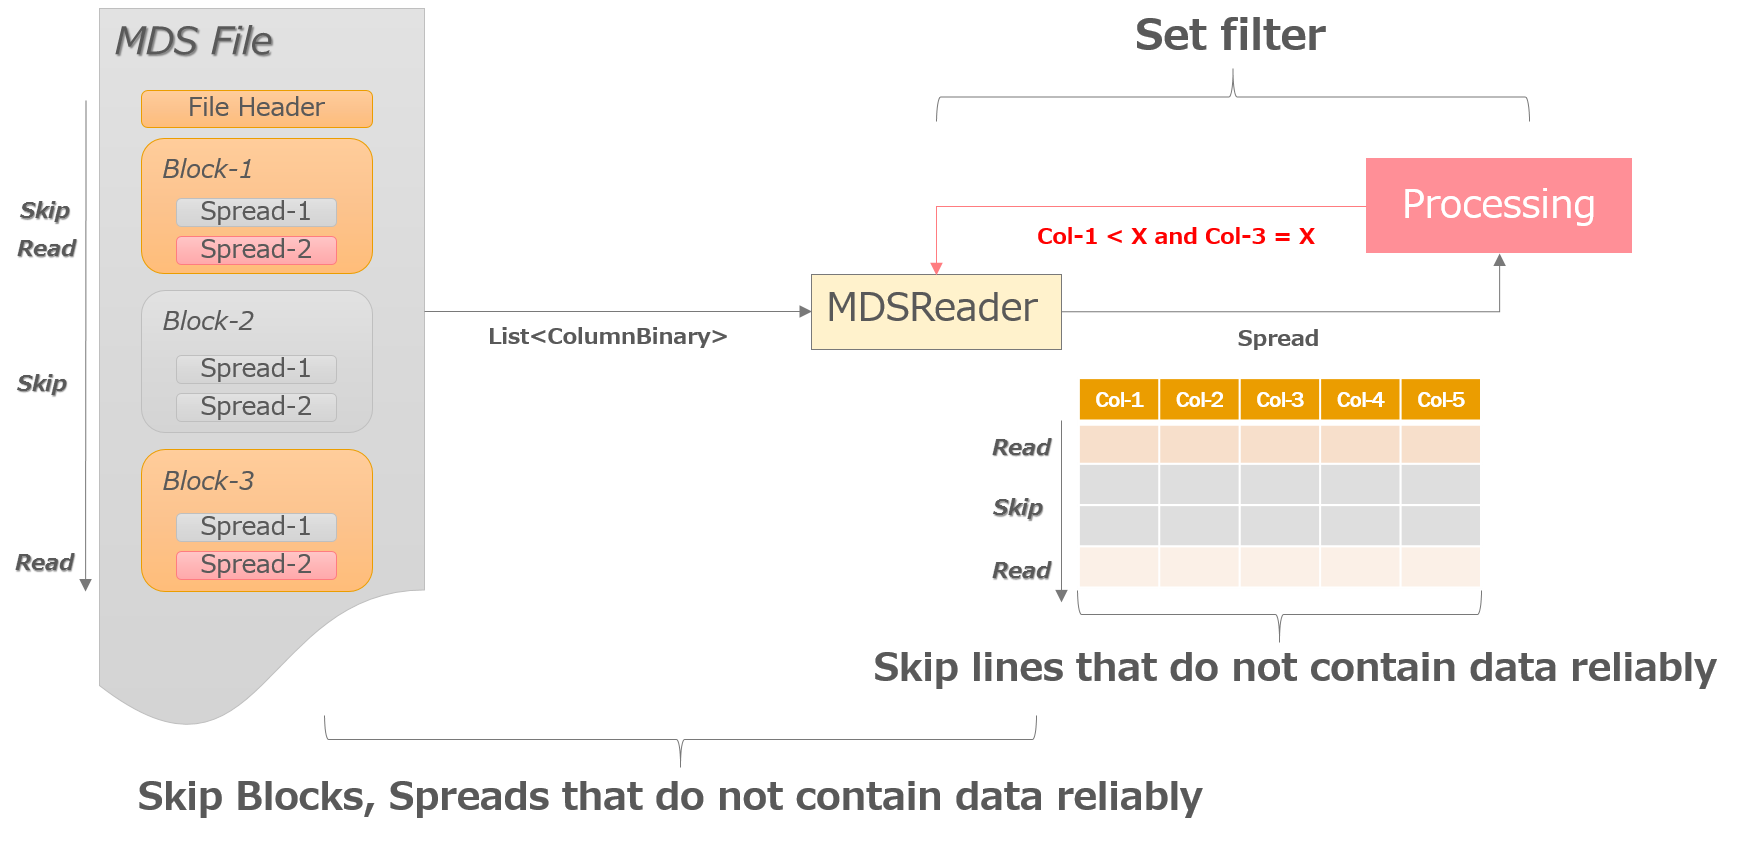 MDS File
File Header
Block-1
Skip
Spread-1
Read
Spread-2
Block-2
Spread-1
Skip
Spread-2
Block-3
Spread-1
Read
Spread-2
Set filter
Processing
Col-1 < X and Col-3 = X
MDSReader
List<ColumnBinary>
Spread
Col-1 Col-2 Col-3 Col-4 Col-5
Read
Skip
Read
Skip lines that do not contain data reliably
Skip Blocks, Spreads that do not contain data reliably